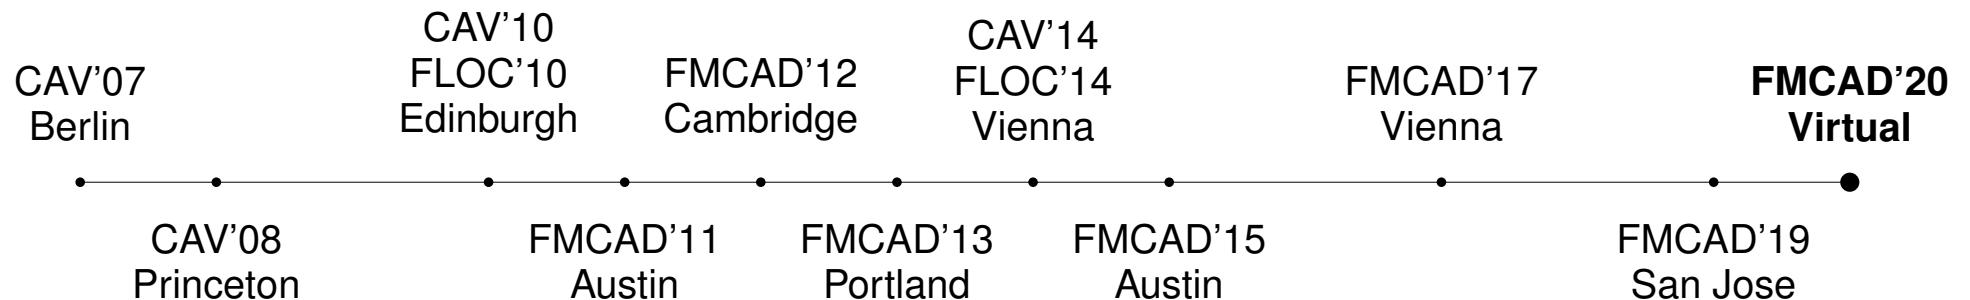 CAV’07
Berlin
CAV’08
Princeton
CAV’10
FLOC’10
Edinburgh
FMCAD’11
Austin
FMCAD’12
Cambridge
FMCAD’13
Portland
CAV’14
FLOC’14
Vienna
FMCAD’15
Austin
FMCAD’17
Vienna
FMCAD’19
San Jose
FMCAD’20
Virtual